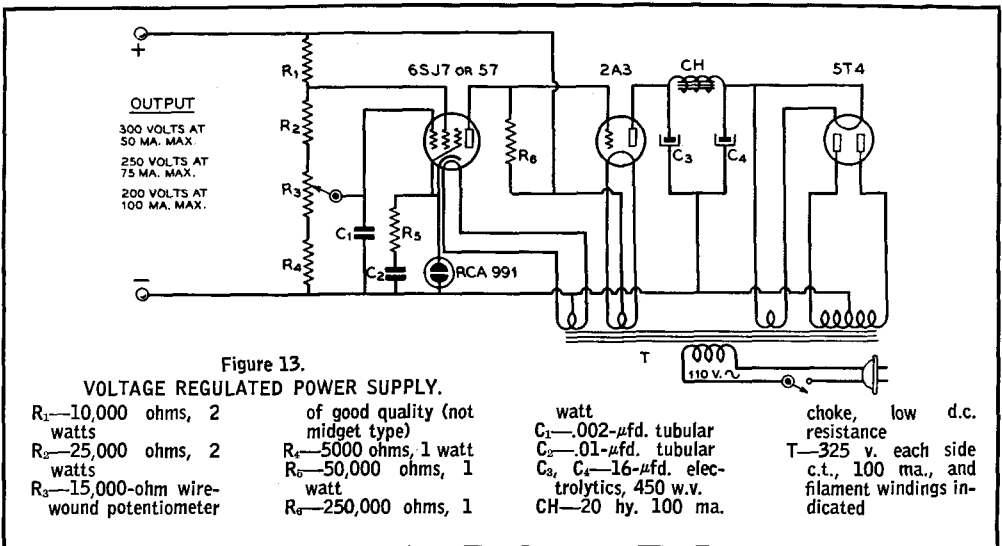 +
OUTPUT
300 VOLTS AT
50 MA. MAX.
250 VOLTS AT
75 MA. MAX.
200 VOLTS AT
100 MA. MAX.
−
R₁
R₂
R₃
R₄
C₁
C₂
R₅
6SJ7 OR 57
RCA 991
R₆
2A3
CH
C₃
C₄
5T4
T
110 V.~
Figure 13.
VOLTAGE REGULATED POWER SUPPLY.
R₁—10,000 ohms, 2
watts
R₂—25,000 ohms, 2
watts
R₃—15,000-ohm wire-
wound potentiometer
of good quality (not
midget type)
R₄—5000 ohms, 1 watt
R₅—50,000 ohms, 1
watt
R₆—250,000 ohms, 1
watt
C₁—.002-μfd. tubular
C₂—.01-μfd. tubular
C₃, C₄—16-μfd. elec-
trolytics, 450 w.v.
CH—20 hy. 100 ma.
choke, low d.c.
resistance
T—325 v. each side
c.t., 100 ma., and
filament windings in-
dicated